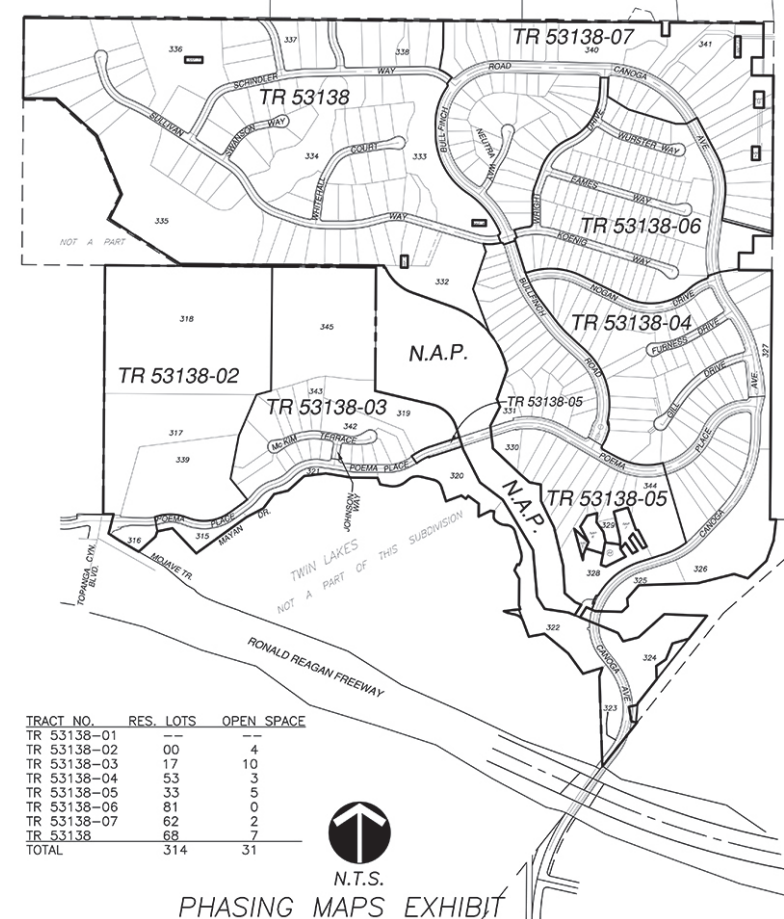 TR 53138-07
336
337
338
340
341
SCHINDLER WAY
ROAD
CANOGA
AVE.
TR 53138
SULLIVAN
SWANSON WAY
334
COURT
WHITEHALL
333
BULLFINCH
NEUTRA
WRIGHT
DRIVE
WURSTER WAY
EAMES WAY
TR 53138-06
335
WAY
KOENIG WAY
NOT A PART
332
BULLFINCH
ROAD
NOGAN DRIVE
318
345
N.A.P.
TR 53138-04
FURNESS DRIVE
GILL DRIVE
327
AVE.
TR 53138-02
343
TR 53138-03
319
TR 53138-05
331
342
McKIM TERRACE
317
339
330
POEMA PLACE
321
POEMA PLACE
320
344
JOHNSON WAY
N.A.P.
TR 53138-05
CANOGA
POEMA PLACE
316
315
MAYAN DR.
329
328
325
326
TOPANGA CYN. BLVD.
MOJAVE TR.
TWIN LAKES
NOT A PART OF THIS SUBDIVISION
322
324
CANOGA AVE
323
RONALD REAGAN FREEWAY
TRACT NO. RES. LOTS OPEN SPACE
TR 53138-01 -- --
TR 53138-02 00 4
TR 53138-03 17 10
TR 53138-04 53 3
TR 53138-05 33 5
TR 53138-06 81 0
TR 53138-07 62 2
TR 53138 68 7
TOTAL 314 31
N.T.S.
PHASING MAPS EXHIBIT